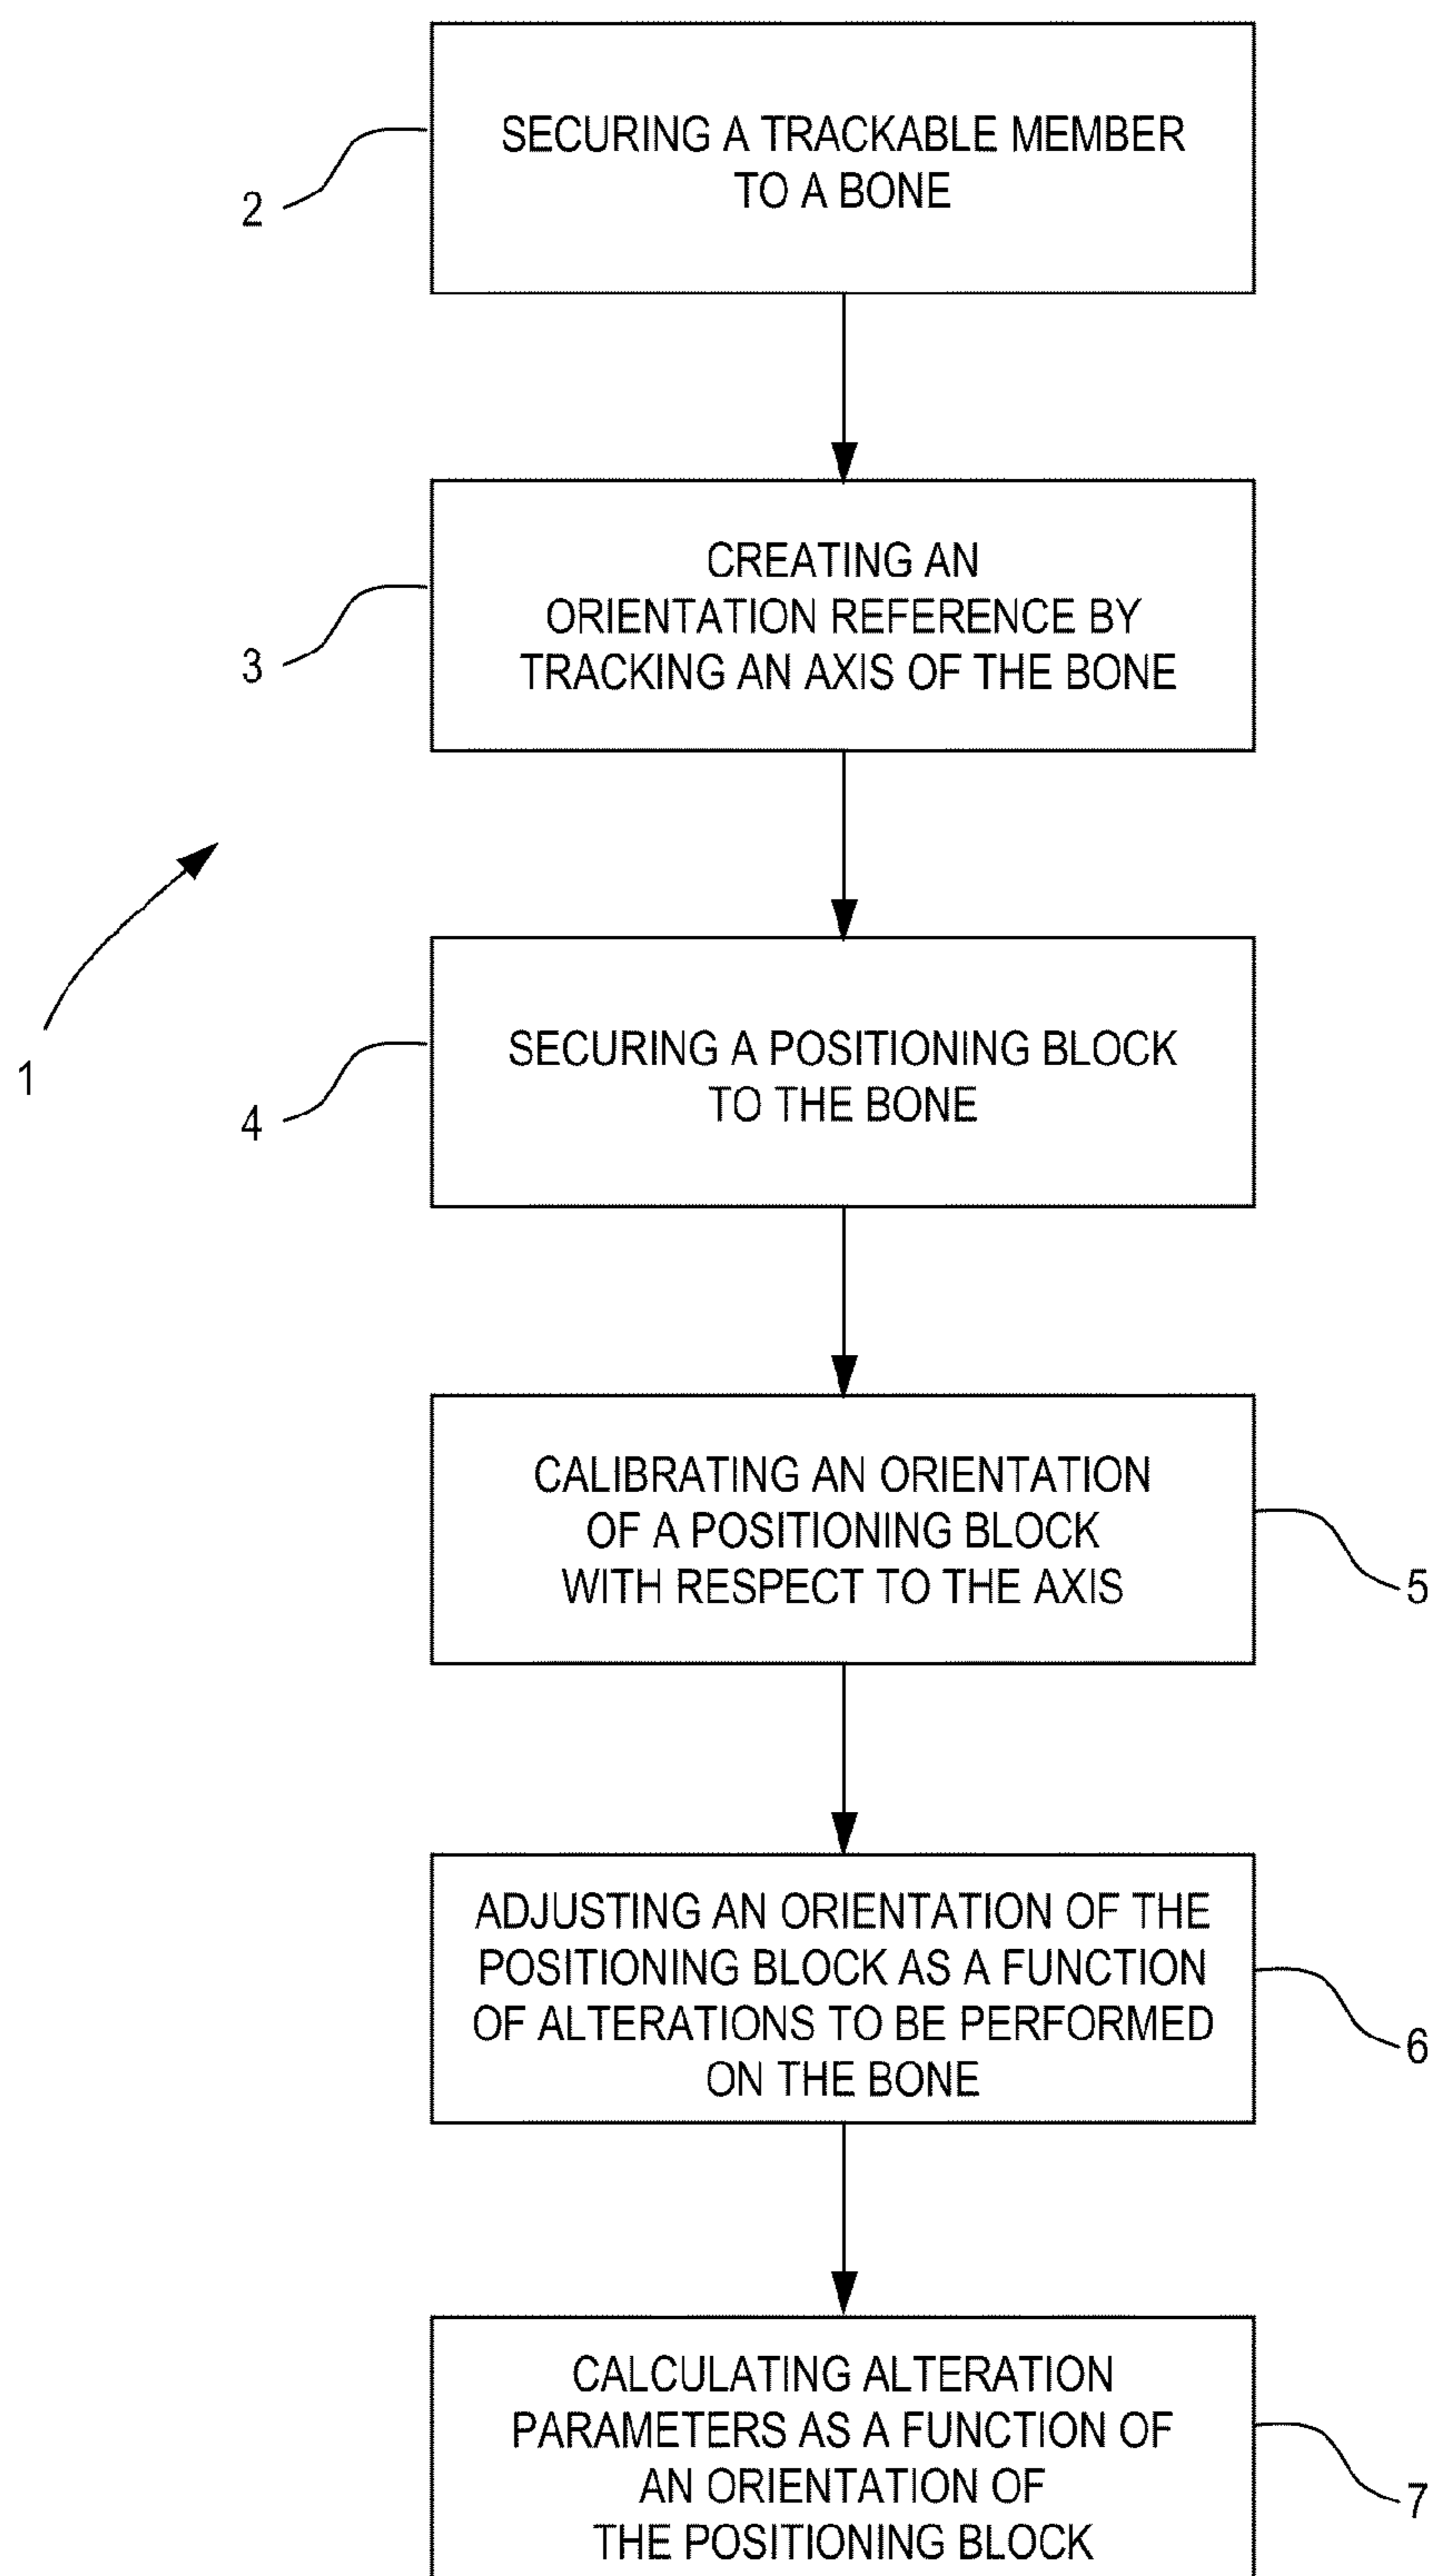 SECURING A TRACKABLE MEMBER
TO A BONE
2
CREATING AN
ORIENTATION REFERENCE BY
TRACKING AN AXIS OF THE BONE
3
1
SECURING A POSITIONING BLOCK
TO THE BONE
4
CALIBRATING AN ORIENTATION
OF A POSITIONING BLOCK
WITH RESPECT TO THE AXIS
5
ADJUSTING AN ORIENTATION OF THE
POSITIONING BLOCK AS A FUNCTION
OF ALTERATIONS TO BE PERFORMED
ON THE BONE
6
CALCULATING ALTERATION
PARAMETERS AS A FUNCTION OF
AN ORIENTATION OF
THE POSITIONING BLOCK
7